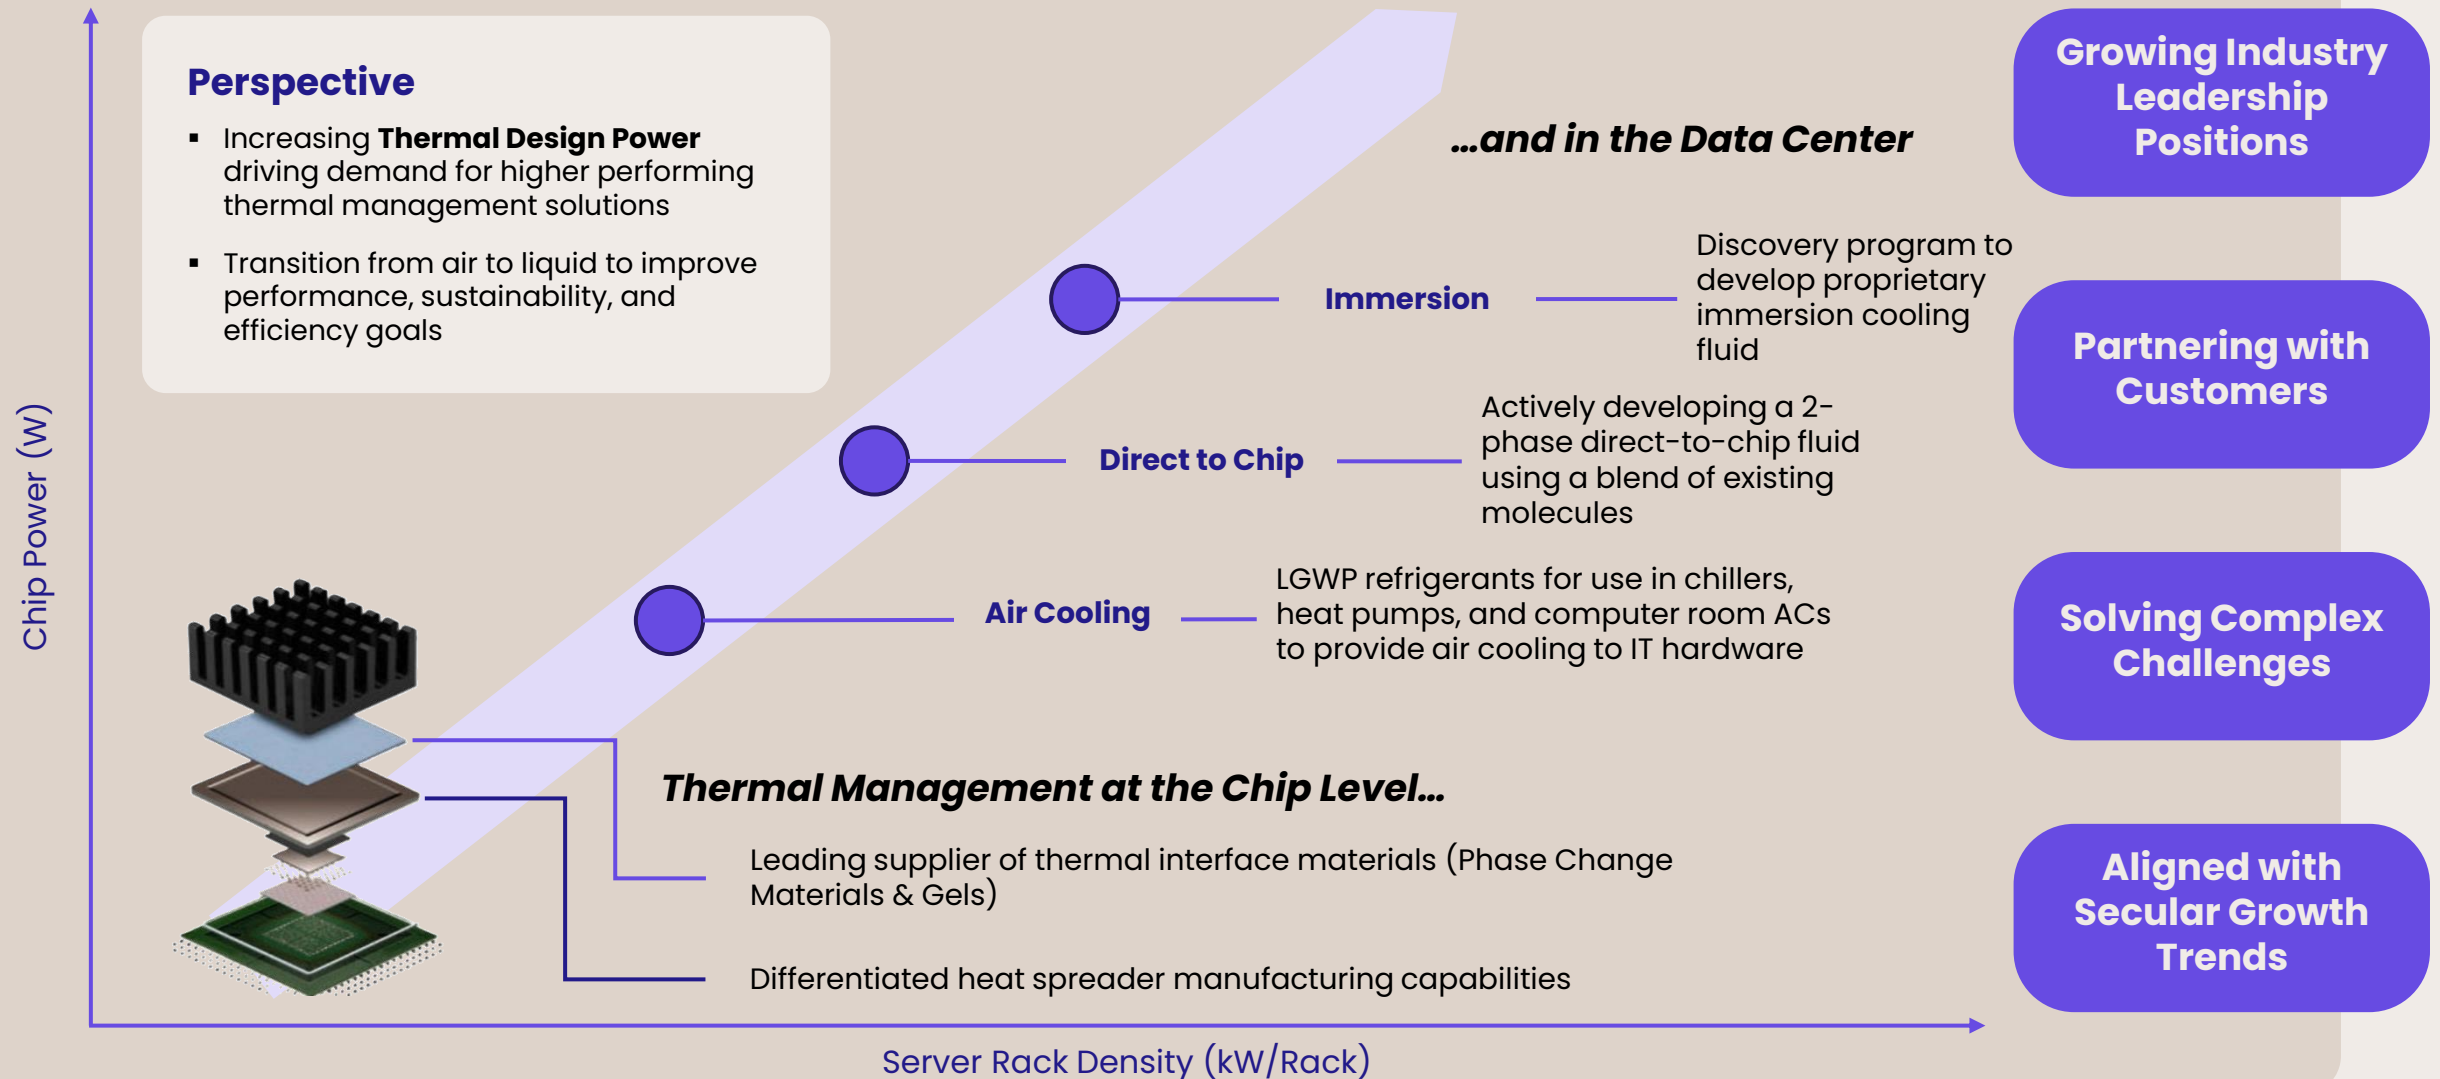 Perspective
▪ Increasing Thermal Design Power
driving demand for higher performing
thermal management solutions
▪ Transition from air to liquid to improve
performance, sustainability, and
efficiency goals
Chip Power (W)
…and in the Data Center
Immersion
Discovery program to
develop proprietary
immersion cooling
fluid
Direct to Chip
Actively developing a 2-
phase direct-to-chip fluid
using a blend of existing
molecules
Air Cooling
LGWP refrigerants for use in chillers,
heat pumps, and computer room ACs
to provide air cooling to IT hardware
Thermal Management at the Chip Level…
Leading supplier of thermal interface materials (Phase Change
Materials & Gels)
Differentiated heat spreader manufacturing capabilities
Server Rack Density (kW/Rack)
Growing Industry
Leadership
Positions
Partnering with
Customers
Solving Complex
Challenges
Aligned with
Secular Growth
Trends